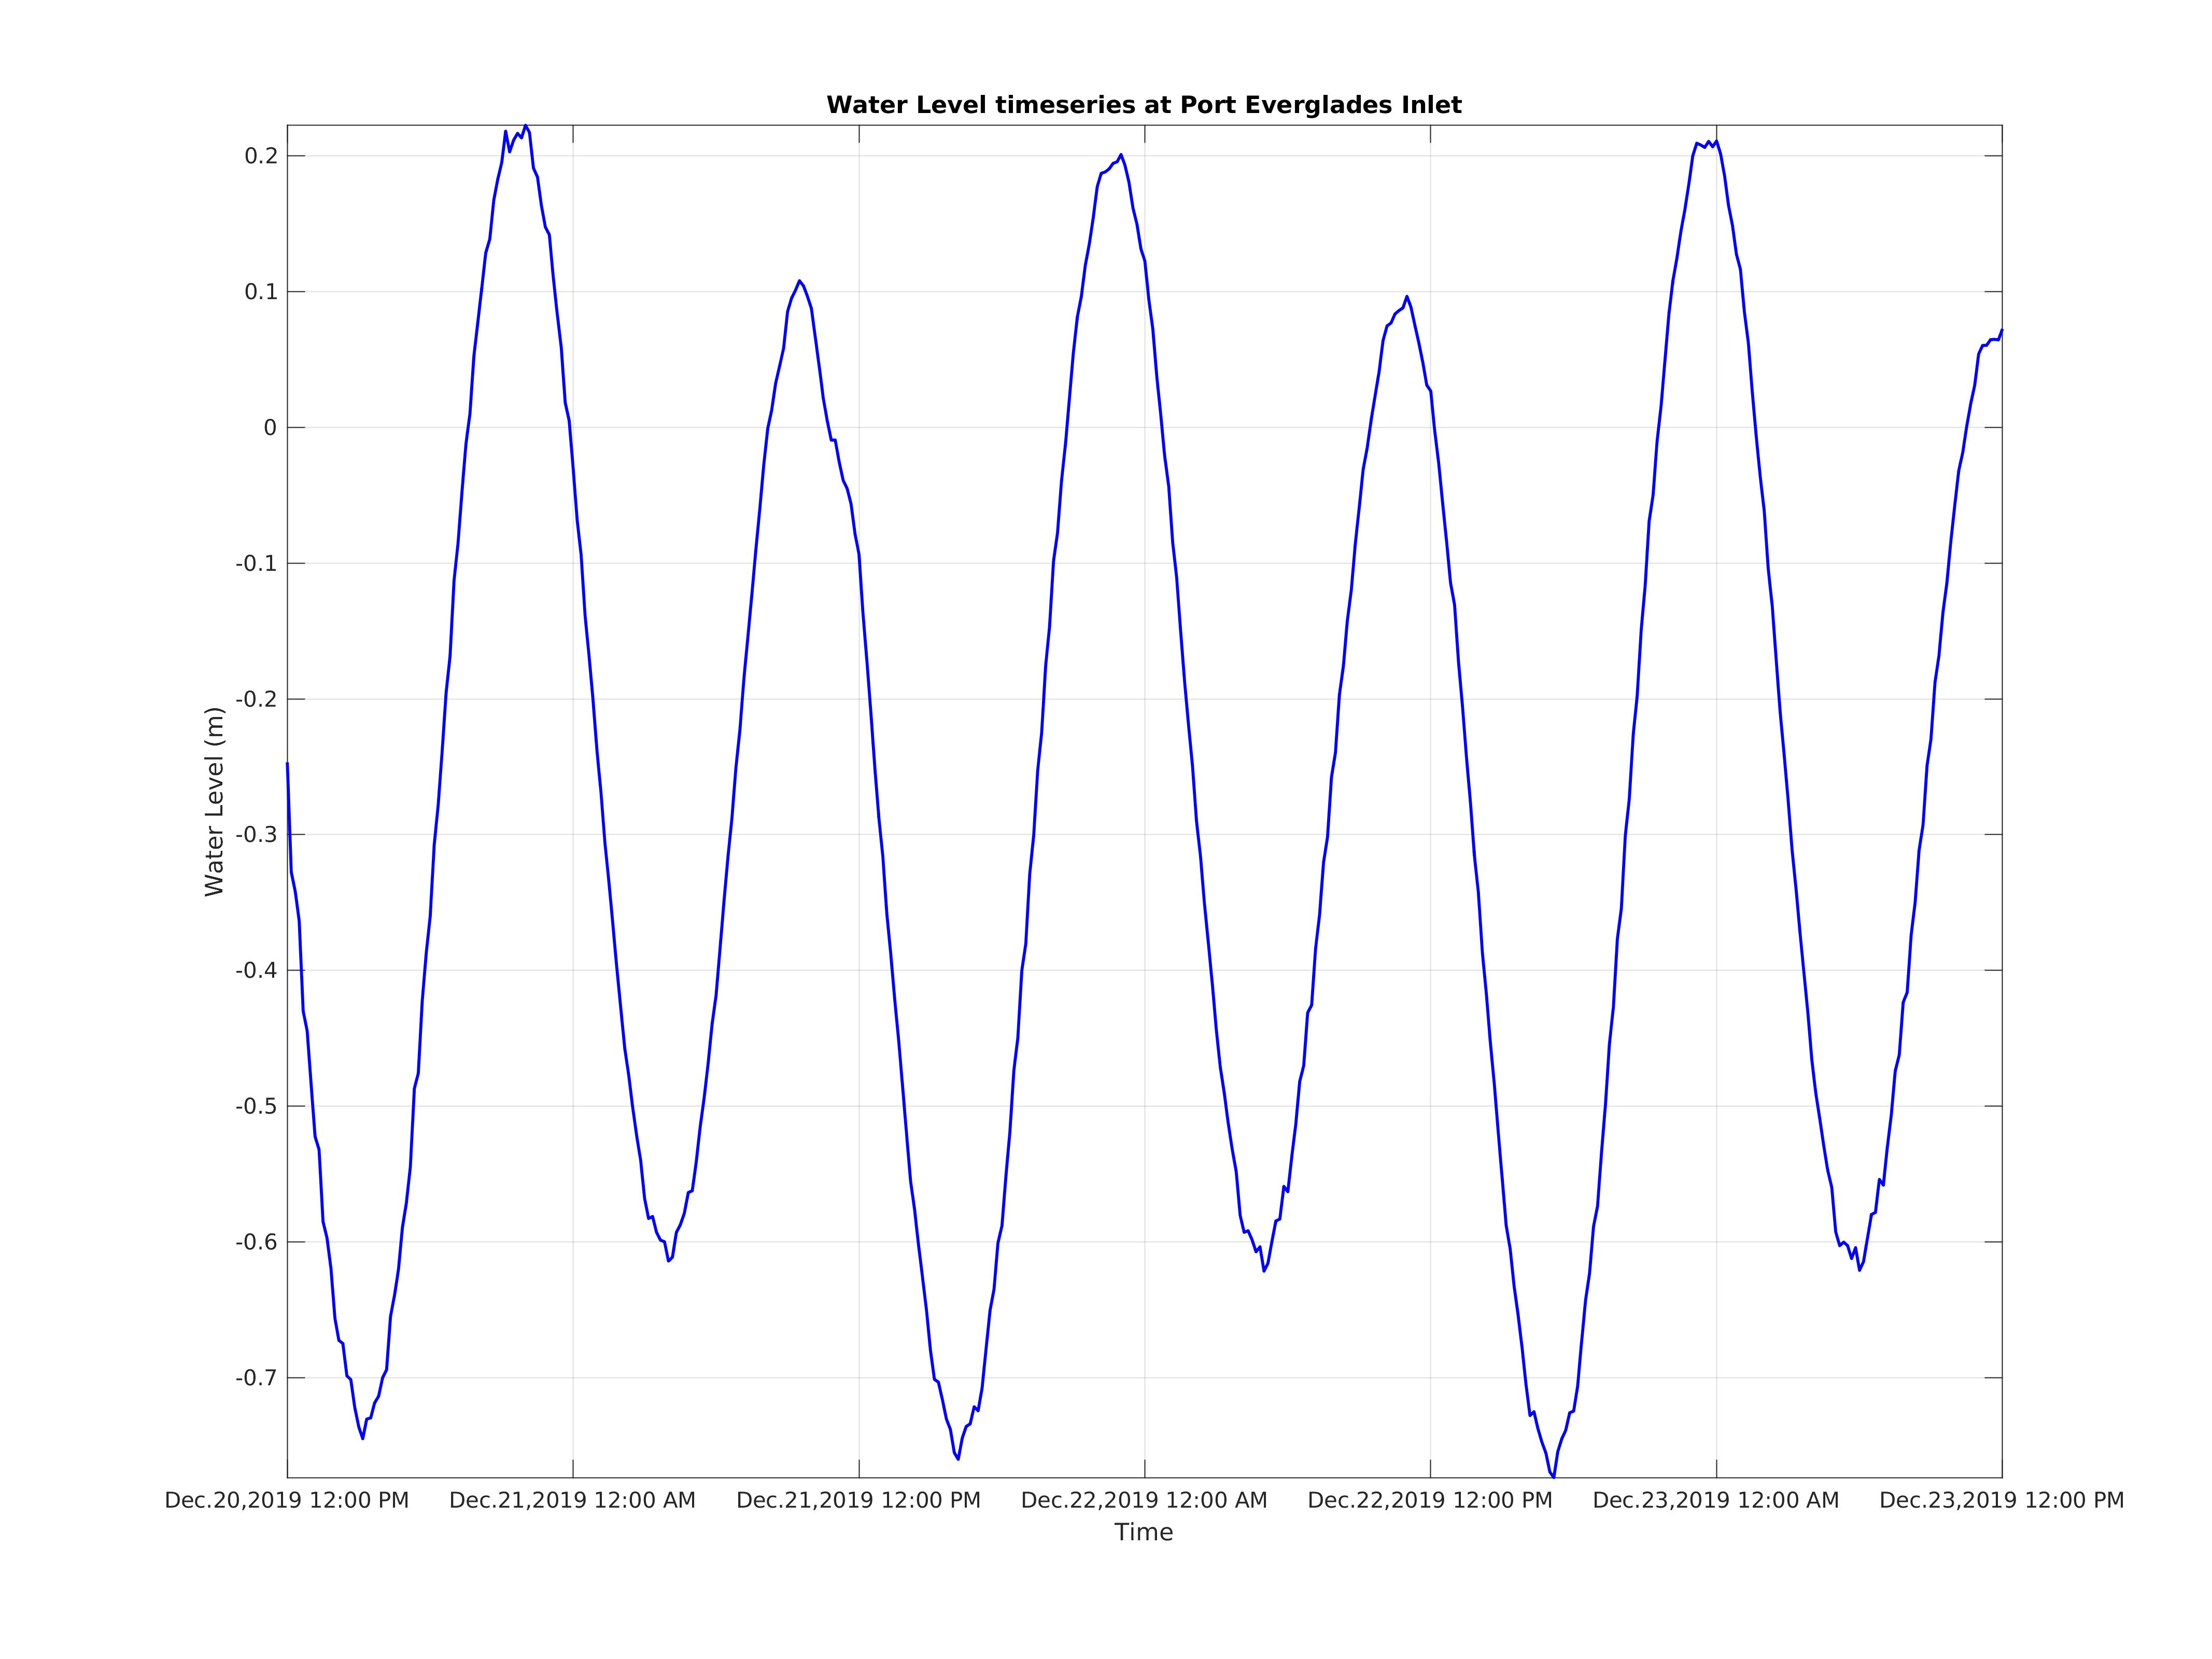 Water Level timeseries at Port Everglades Inlet
0.2
0.1
0
-0.1
-0.2
-0.3
-0.4
-0.5
-0.6
-0.7
Water Level (m)
Dec.20,2019 12:00 PM Dec.21,2019 12:00 AM Dec.21,2019 12:00 PM Dec.22,2019 12:00 AM Dec.22,2019 12:00 PM Dec.23,2019 12:00 AM Dec.23,2019 12:00 PM
Time